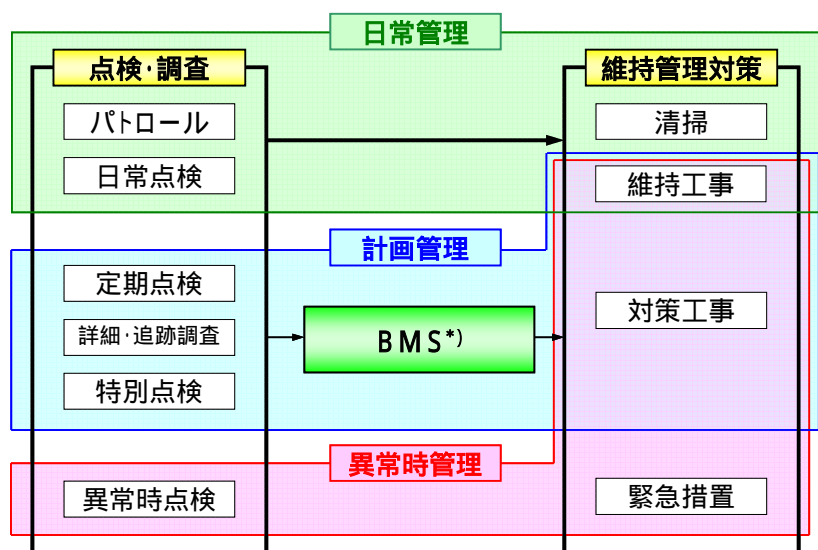 日常管理
点検・調査
維持管理対策
パトロール
清掃
日常点検
維持工事
計画管理
定期点検
対策工事
詳細・追跡調査
BMS*)
特別点検
異常時管理
異常時点検
緊急措置